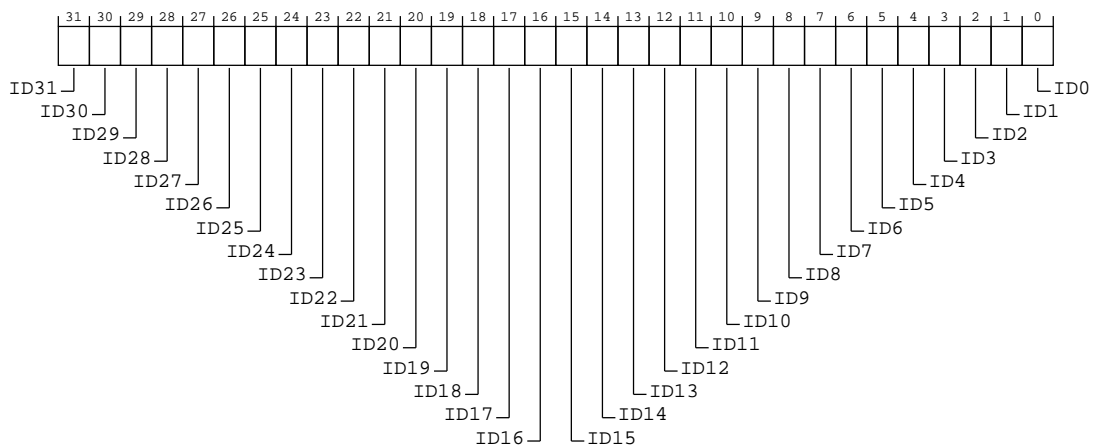 31 30 29 28 27 26 25 24 23 22 21 20 19 18 17 16 15 14 13 12 11 10 9 8 7 6 5 4 3 2 1 0
ID31 ID0
ID30 ID1
ID29 ID2
ID28 ID3
ID27 ID4
ID26 ID5
ID25 ID6
ID24 ID7
ID23 ID8
ID22 ID9
ID21 ID10
ID20 ID11
ID19 ID12
ID18 ID13
ID17 ID14
ID16 ID15